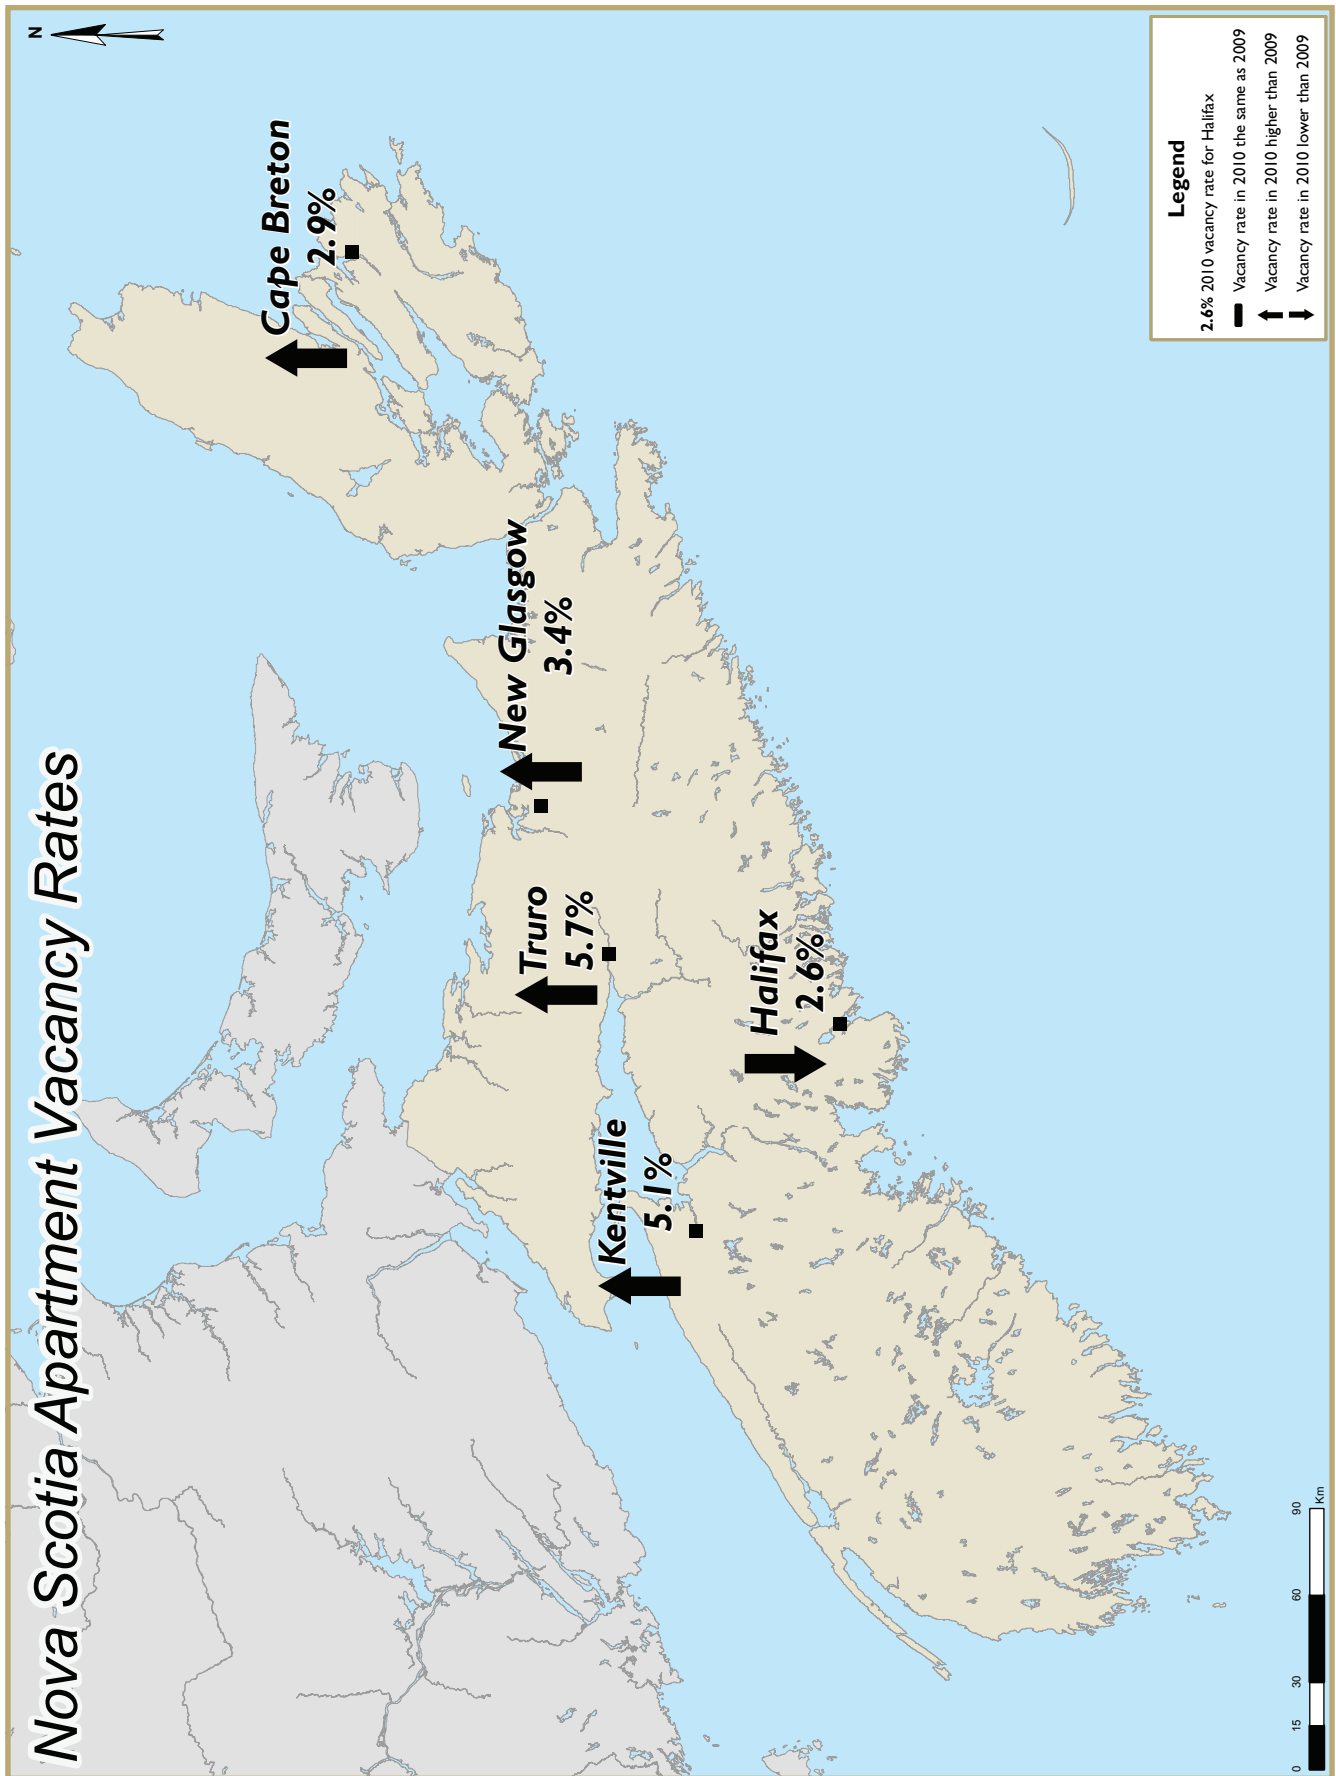 Nova Scotia Apartment Vacancy Rates
N
Cape Breton
2.9%
New Glasgow
3.4%
Truro
5.7%
Halifax
2.6%
Kentville
5.1%
Legend
2.6% 2010 vacancy rate for Halifax
Vacancy rate in 2010 the same as 2009
Vacancy rate in 2010 higher than 2009
Vacancy rate in 2010 lower than 2009
0 15 30 60 90
Km